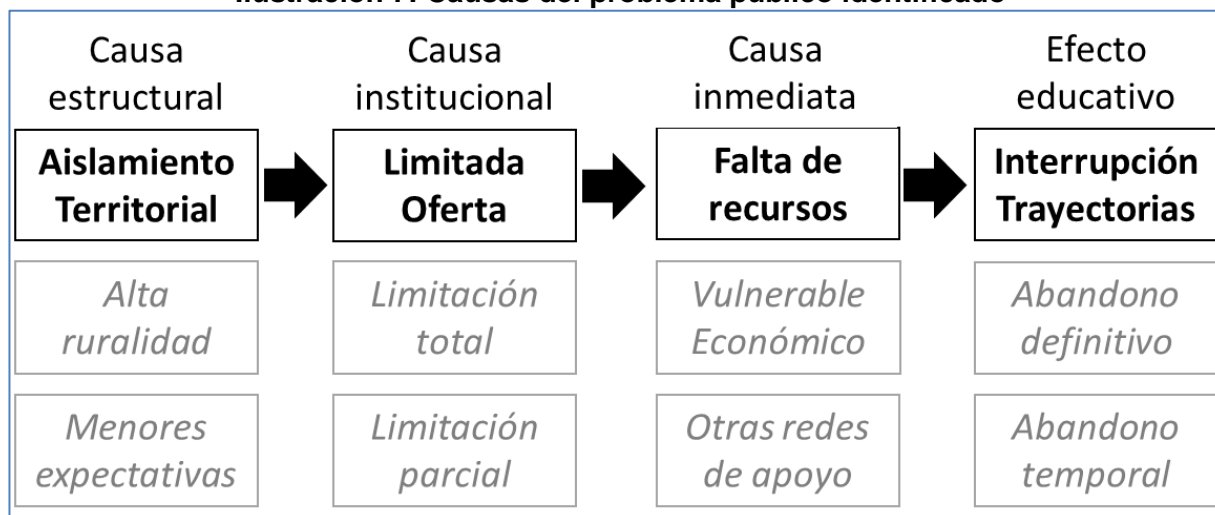 Ilustración 7. Causas del problema público identificado
Causa
estructural
Aislamiento
Territorial
Alta
ruralidad
Menores
expectativas
Causa
institucional
Limitada
Oferta
Limitación
total
Limitación
parcial
Causa
inmediata
Falta de
recursos
Vulnerable
Económico
Otras redes
de apoyo
Efecto
educativo
Interrupción
Trayectorias
Abandono
definitivo
Abandono
temporal